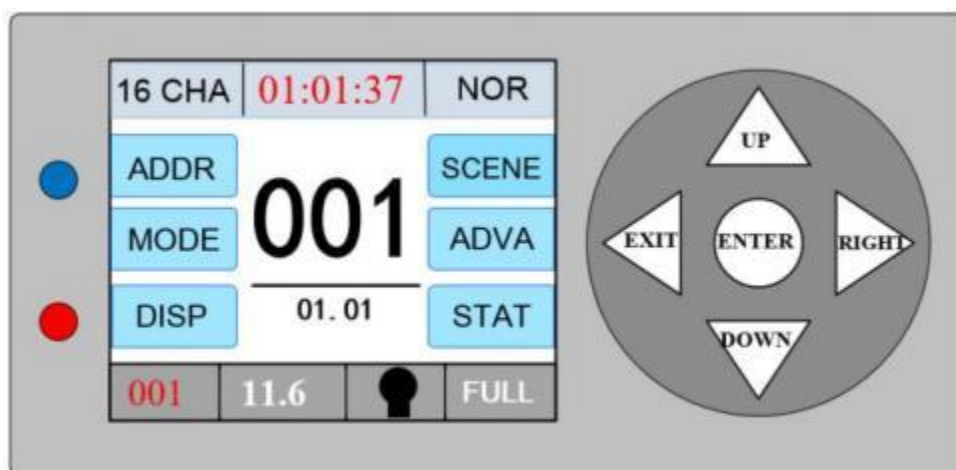 16 CHA 01:01:37 NOR
ADDR
MODE
DISP
001
01.01
SCENE
ADVA
STAT
001 11.6 FULL
UP
EXIT ENTER RIGHT
DOWN